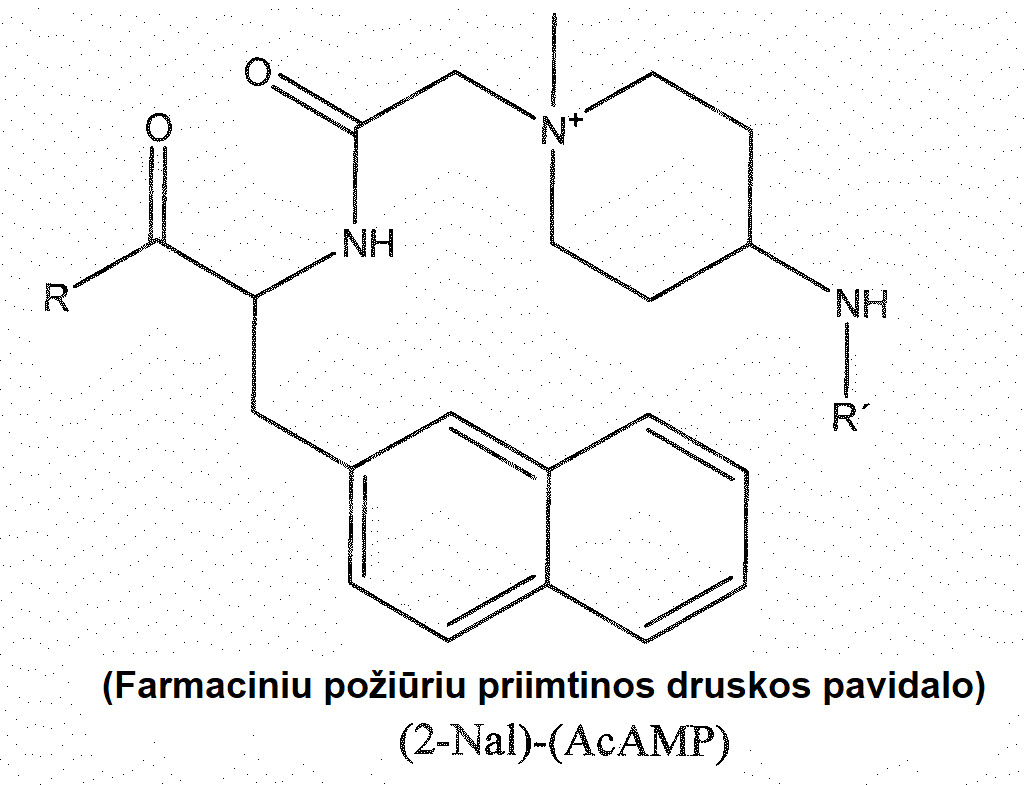 O
O
N+
NH
R
NH
R´
(Farmaciniu požiūriu priimtinos druskos pavidalo)
(2-Nal)-(AcAMP)